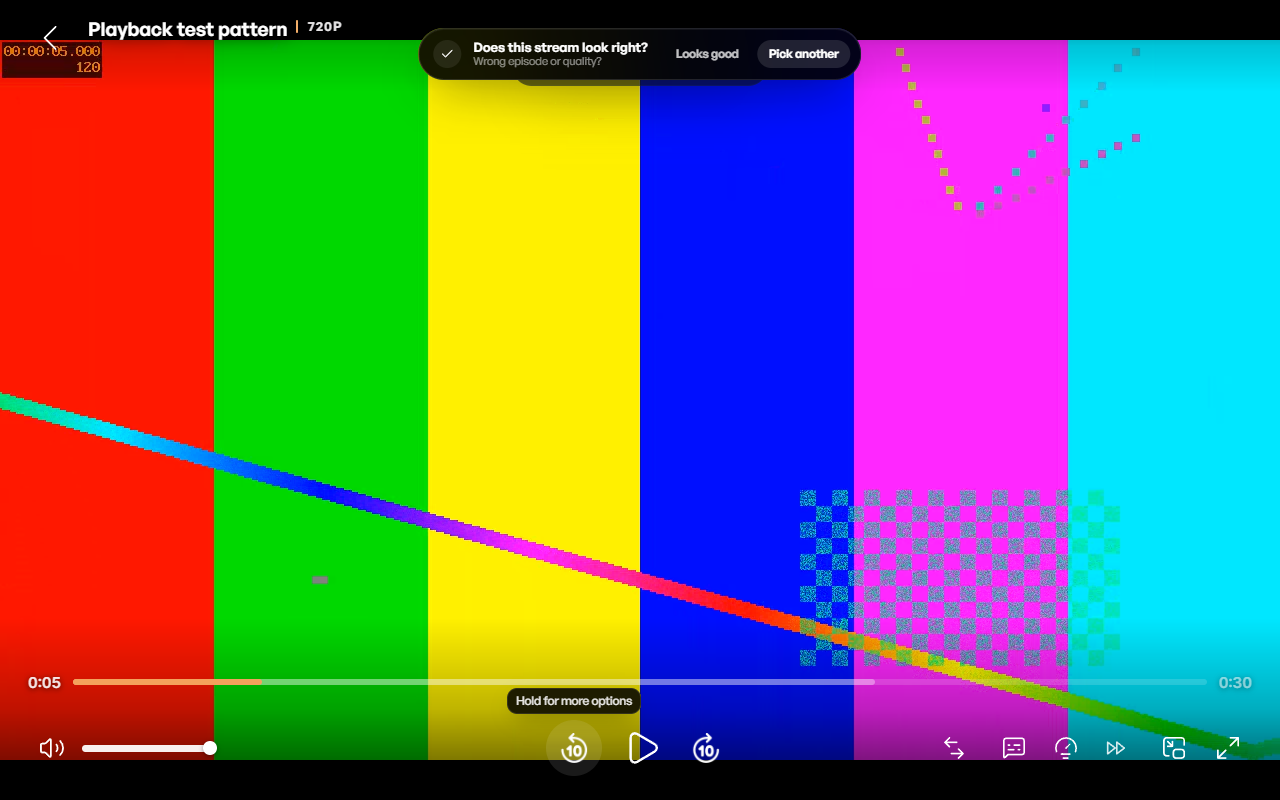 Playback test pattern
720P
00:00:05.000
120
Does this stream look right?
Wrong episode or quality?
Looks good
Pick another
0:05
0:30
Hold for more options
10
10